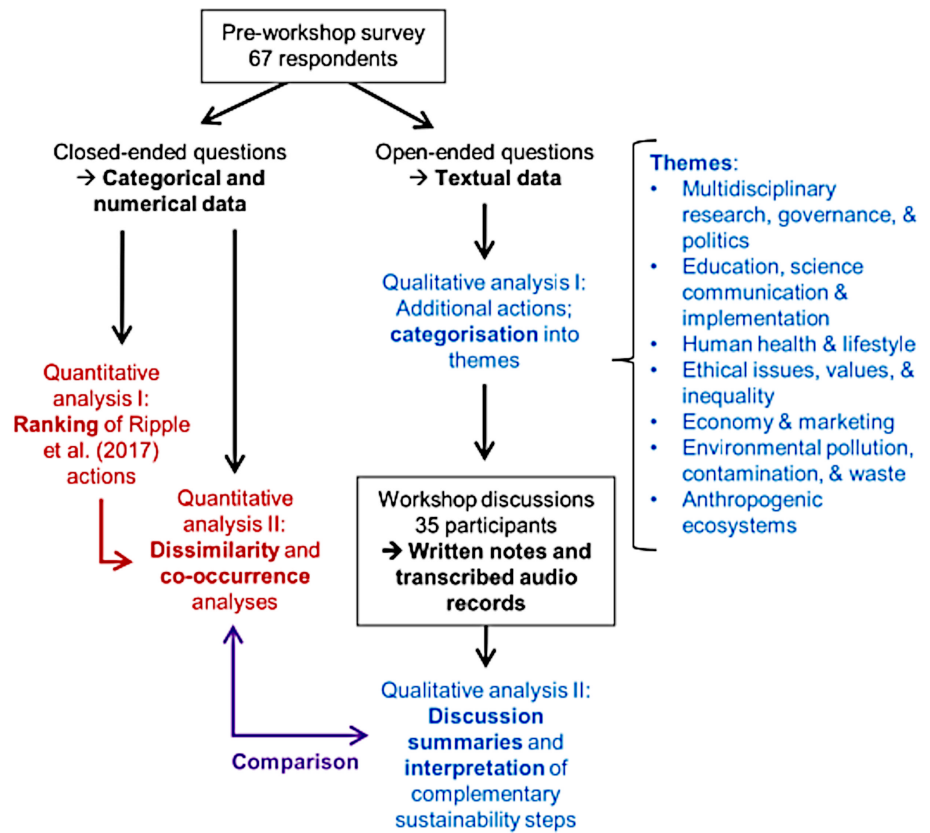 Pre-workshop survey
67 respondents
Closed-ended questions
→ Categorical and
numerical data
Open-ended questions
→ Textual data
Quantitative
analysis I:
Ranking of Ripple
et al. (2017)
actions
Quantitative
analysis II:
Dissimilarity and
co-occurrence
analyses
Qualitative analysis I:
Additional actions;
categorisation into
themes
Workshop discussions
35 participants
→ Written notes and
transcribed audio
records
Qualitative analysis II:
Discussion
summaries and
interpretation of
complementary
sustainability steps
Comparison
Themes:
• Multidisciplinary
research, governance, &
politics
• Education, science
communication &
implementation
• Human health & lifestyle
• Ethical issues, values, &
inequality
• Economy & marketing
• Environmental pollution,
contamination, & waste
• Anthropogenic
ecosystems